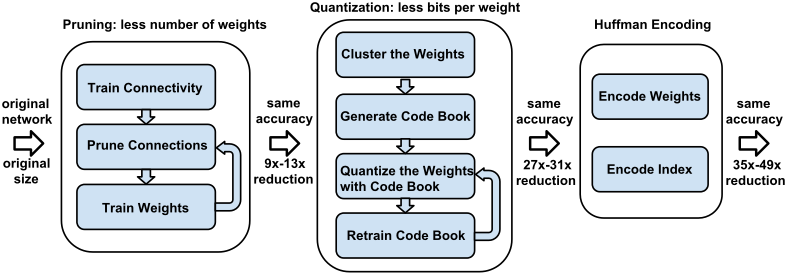 Pruning: less number of weights
Quantization: less bits per weight
Huffman Encoding
original
network
original
size
Train Connectivity
Prune Connections
Train Weights
same
accuracy
9x-13x
reduction
Cluster the Weights
Generate Code Book
Quantize the Weights
with Code Book
Retrain Code Book
same
accuracy
27x-31x
reduction
Encode Weights
Encode Index
same
accuracy
35x-49x
reduction